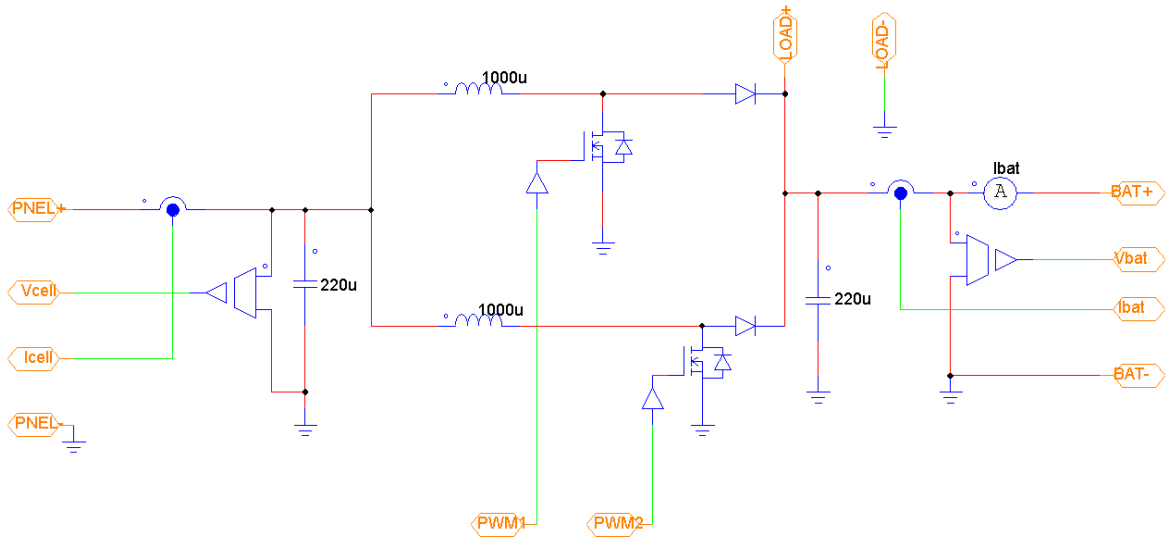 LOAD+
LOAD-
1000u
Ibat
A
PNEL+
BAT+
Vcell
220u
Vbat
220u
1000u
Ibat
Icell
BAT-
PNEL-
PWM1
PWM2